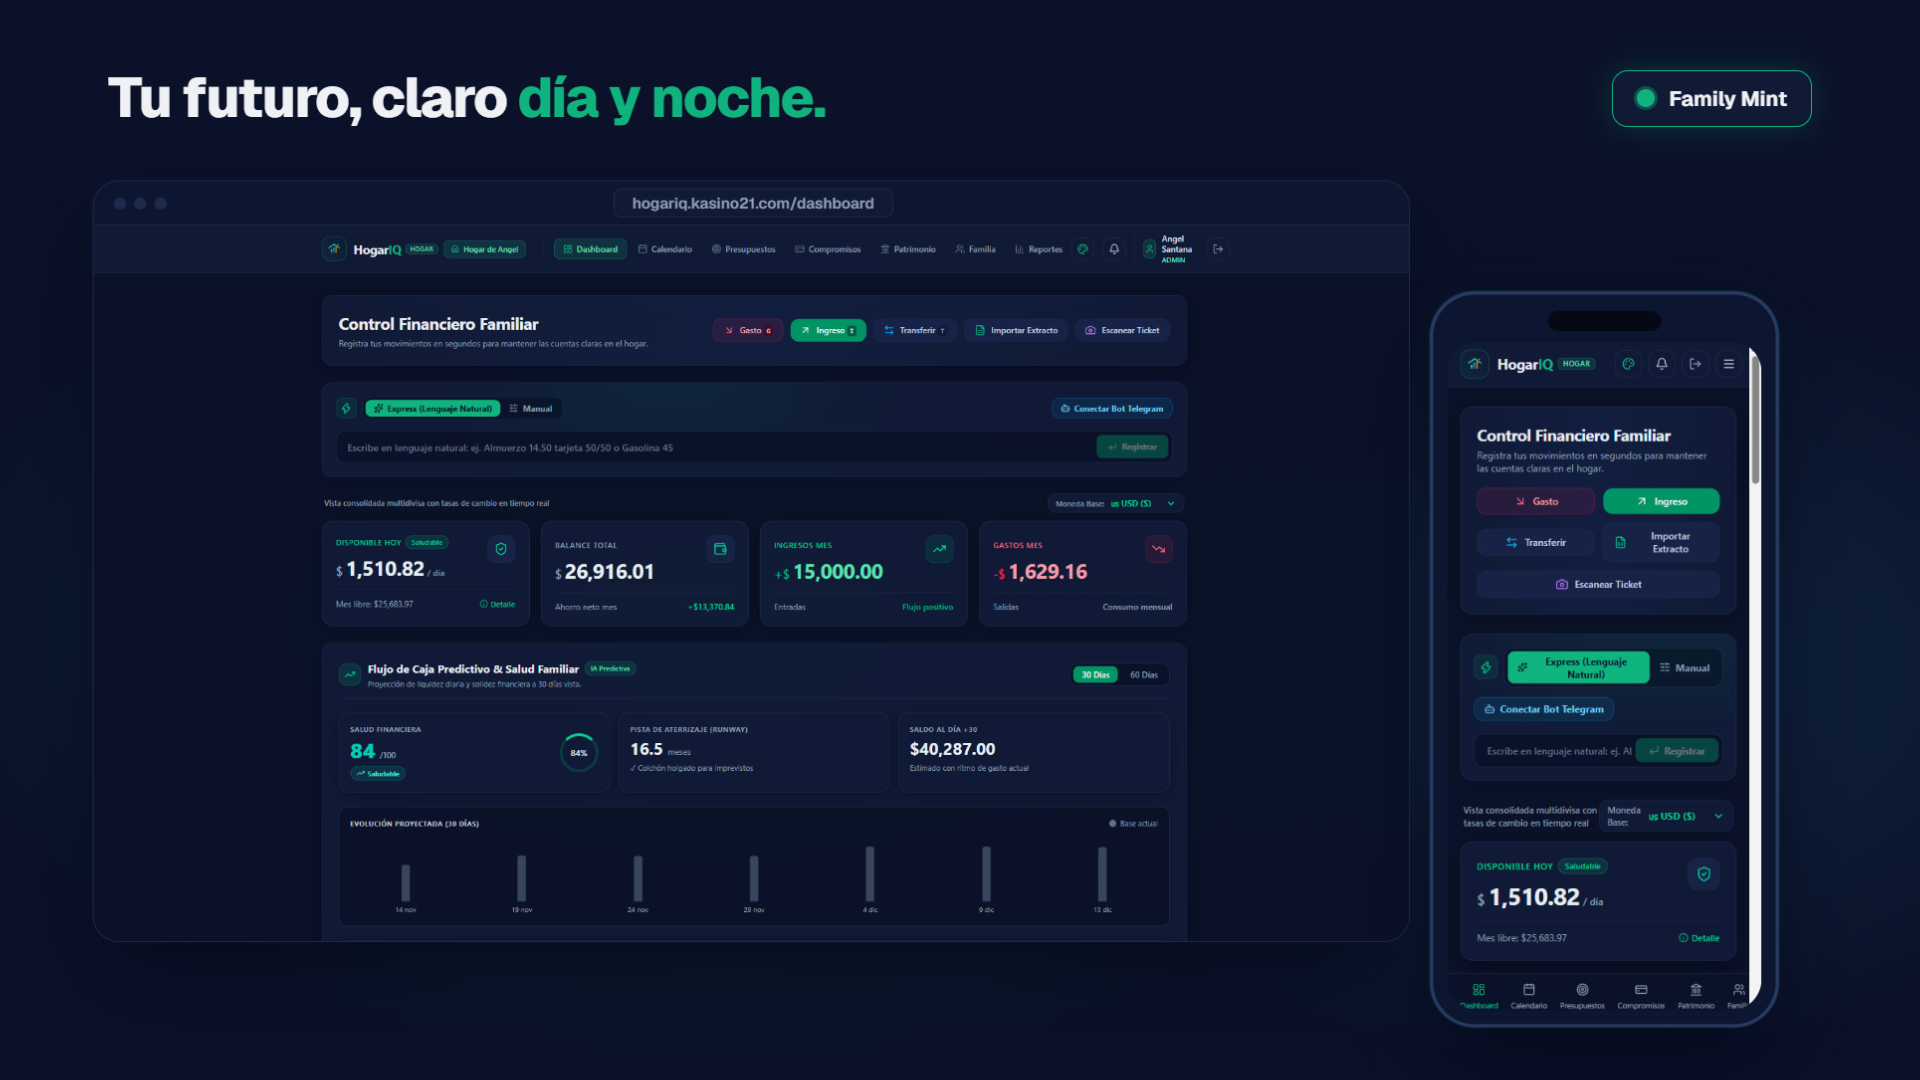 Tu futuro, claro día y noche.
Family Mint
hogariq.kasino21.com/dashboard
HogarIQ HOGAR Hogar de Angel Dashboard Calendario Presupuestos Compromisos Patrimonio Familia Reportes
Angel
Santana
ADMIN
Control Financiero Familiar
Registra tus movimientos en segundos para mantener las cuentas claras en el hogar.
Gasto G Ingreso I Transferir T Importar Extracto Escanear Ticket
Express (Lenguaje Natural) Manual Conectar Bot Telegram
Escribe en lenguaje natural: ej. Almuerzo 14.50 tarjeta 50/50 o Gasolina 45 Registrar
Vista consolidada multidivisa con tasas de cambio en tiempo real Moneda Base: us USD ($)
DISPONIBLE HOY Saludable
$ 1,510.82 / día
Mes libre: $25,683.97 Detalle
BALANCE TOTAL
$ 26,916.01
Ahorro neto mes +$13,370.84
INGRESOS MES
+$ 15,000.00
Entradas Flujo positivo
GASTOS MES
-$ 1,629.16
Salidas Consumo mensual
Flujo de Caja Predictivo & Salud Familiar IA Predictiva
Proyección de liquidez diaria y solidez financiera a 30 días vista.
30 Días 60 Días
SALUD FINANCIERA
84 /100
Saludable
84%
PISTA DE ATERRIZAJE (RUNWAY)
16.5 meses
✓ Colchón holgado para imprevistos
SALDO AL DÍA +30
$40,287.00
Estimado con ritmo de gasto actual
EVOLUCIÓN PROYECTADA (30 DÍAS) Base actual
14 nov 19 nov 24 nov 29 nov 4 dic 9 dic 13 dic
HogarIQ HOGAR
Control Financiero Familiar
Registra tus movimientos en segundos para mantener
las cuentas claras en el hogar.
Gasto Ingreso
Transferir Importar
Extracto
Escanear Ticket
Express (Lenguaje
Natural) Manual
Conectar Bot Telegram
Escribe en lenguaje natural: ej. Al Registrar
Vista consolidada multidivisa con
tasas de cambio en tiempo real
Moneda
Base: us USD ($)
DISPONIBLE HOY Saludable
$ 1,510.82 / día
Mes libre: $25,683.97 Detalle
Dashboard Calendario Presupuestos Compromisos Patrimonio Famil